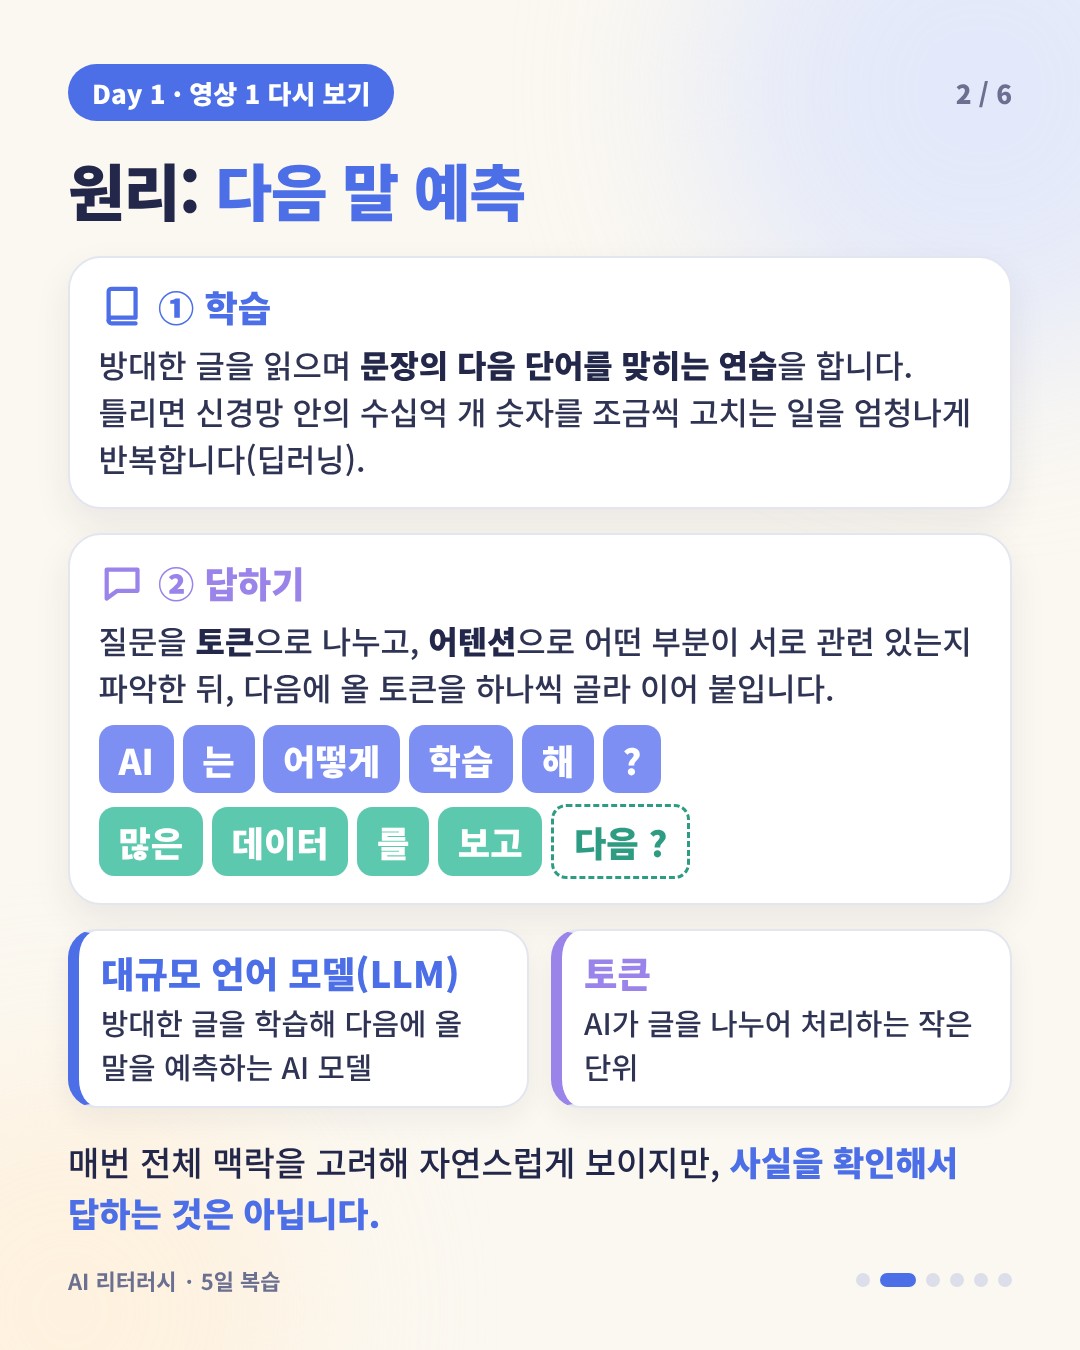 Day 1 · 영상 1 다시 보기
2 / 6
원리: 다음 말 예측
① 학습
방대한 글을 읽으며 문장의 다음 단어를 맞히는 연습을 합니다.
틀리면 신경망 안의 수십억 개 숫자를 조금씩 고치는 일을 엄청나게
반복합니다(딥러닝).
② 답하기
질문을 토큰으로 나누고, 어텐션으로 어떤 부분이 서로 관련 있는지
파악한 뒤, 다음에 올 토큰을 하나씩 골라 이어 붙입니다.
AI 는 어떻게 학습 해 ?
많은 데이터 를 보고 다음 ?
대규모 언어 모델(LLM)
방대한 글을 학습해 다음에 올
말을 예측하는 AI 모델
토큰
AI가 글을 나누어 처리하는 작은
단위
매번 전체 맥락을 고려해 자연스럽게 보이지만, 사실을 확인해서
답하는 것은 아닙니다.
AI 리터러시 · 5일 복습